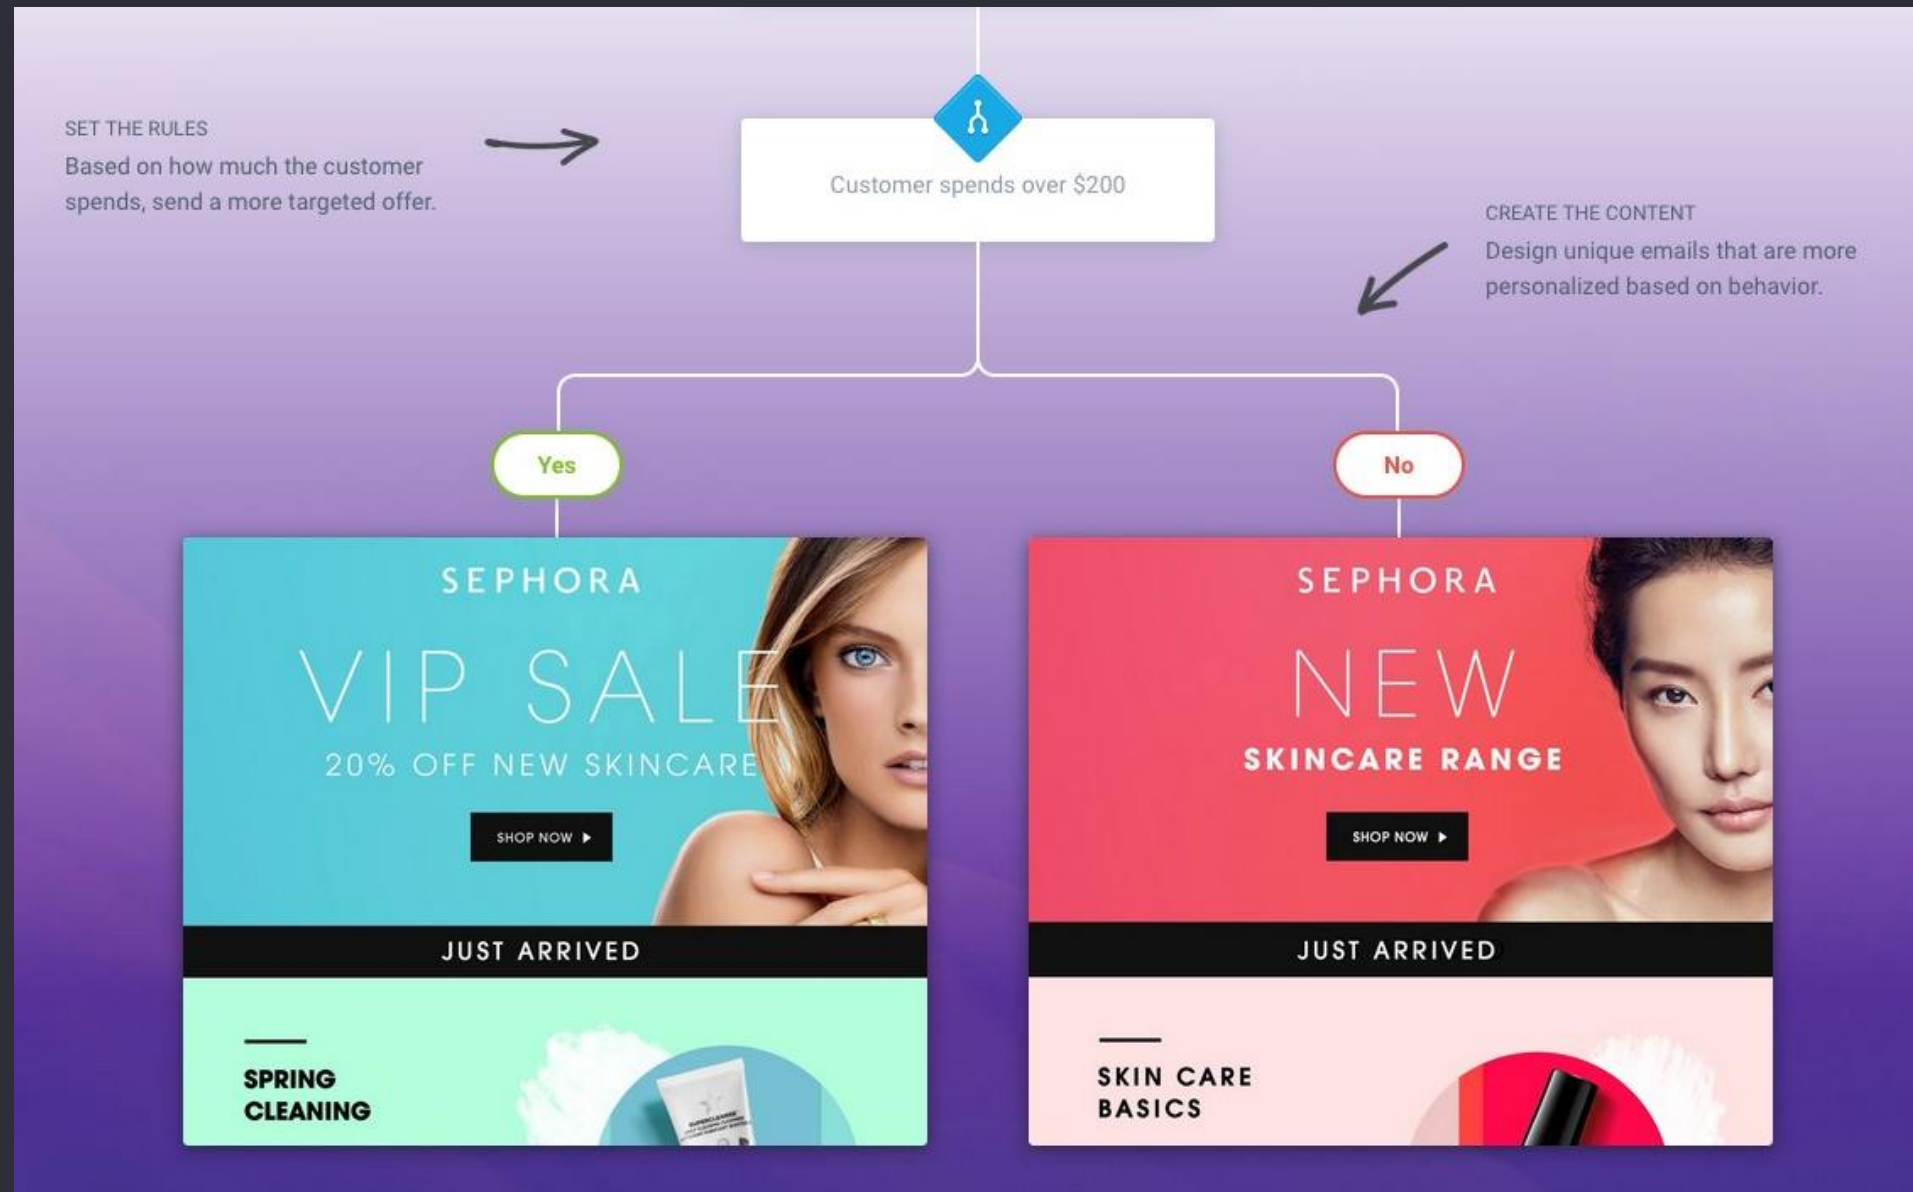 SET THE RULES
Based on how much the customer
spends, send a more targeted offer.
Customer spends over $200
CREATE THE CONTENT
Design unique emails that are more
personalized based on behavior.
Yes
No
SEPHORA
VIP SALE
20% OFF NEW SKINCARE
SHOP NOW
JUST ARRIVED
SPRING
CLEANING
SEPHORA
NEW
SKINCARE RANGE
SHOP NOW
JUST ARRIVED
SKIN CARE
BASICS